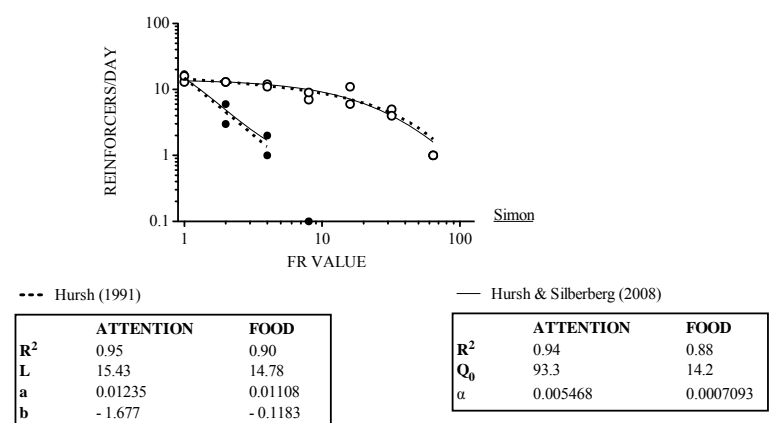 100
10
1
0.1
REINFORCERS/DAY
1 10 100
FR VALUE
Simon
Hursh (1991)
ATTENTION FOOD
R² 0.95 0.90
L 15.43 14.78
a 0.01235 0.01108
b - 1.677 - 0.1183
Hursh & Silberberg (2008)
ATTENTION FOOD
R² 0.94 0.88
Q₀ 93.3 14.2
α 0.005468 0.0007093